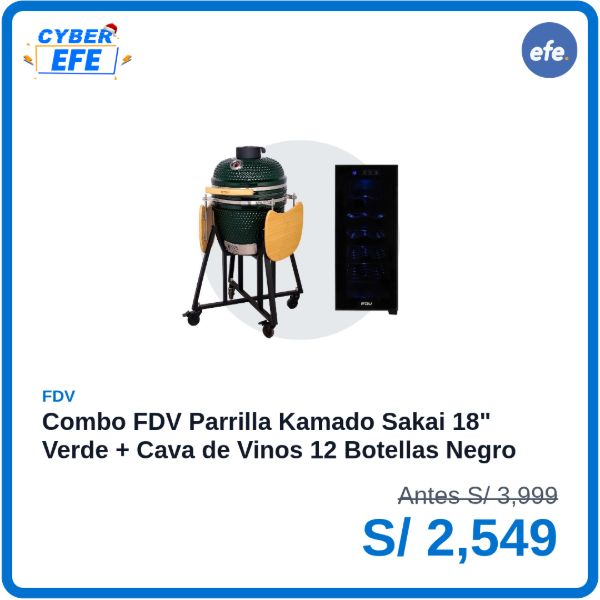 CYBER
EFE
efe.
FDV
FDV
Combo FDV Parrilla Kamado Sakai 18"
Verde + Cava de Vinos 12 Botellas Negro
Antes S/ 3,999
S/ 2,549